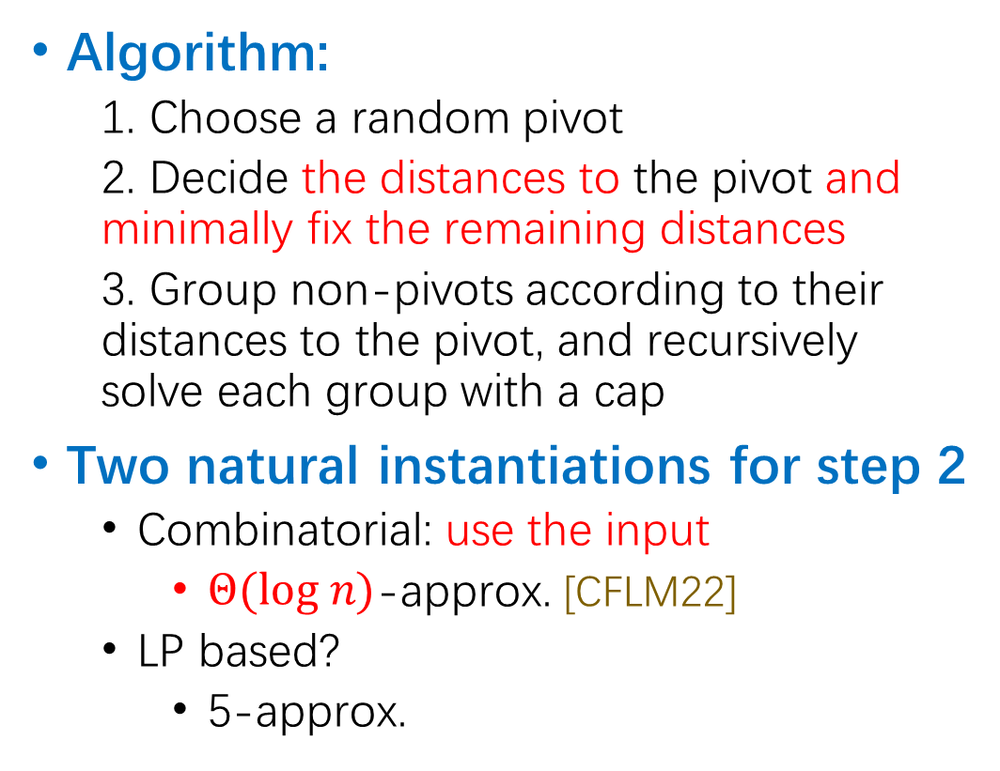 • Algorithm:
1. Choose a random pivot
2. Decide the distances to the pivot and
minimally fix the remaining distances
3. Group non-pivots according to their
distances to the pivot, and recursively
solve each group with a cap
• Two natural instantiations for step 2
• Combinatorial: use the input
• Θ(log n)-approx. [CFLM22]
• LP based?
• 5-approx.